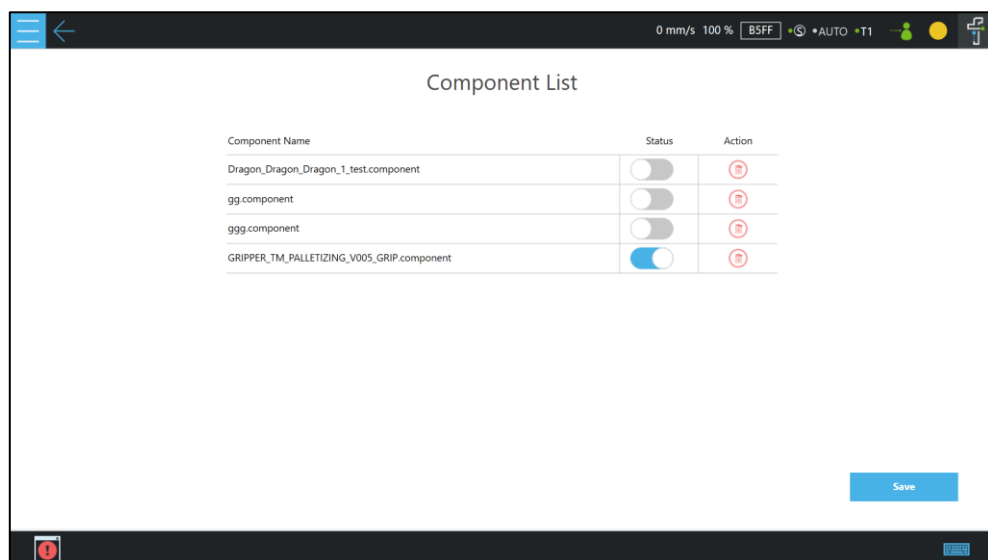 0 mm/s 100 % B5FF S AUTO T1
Component List
Component Name Status Action
Dragon_Dragon_Dragon_1_test.component
gg.component
ggg.component
GRIPPER_TM_PALLETIZING_V005_GRIP.component
Save